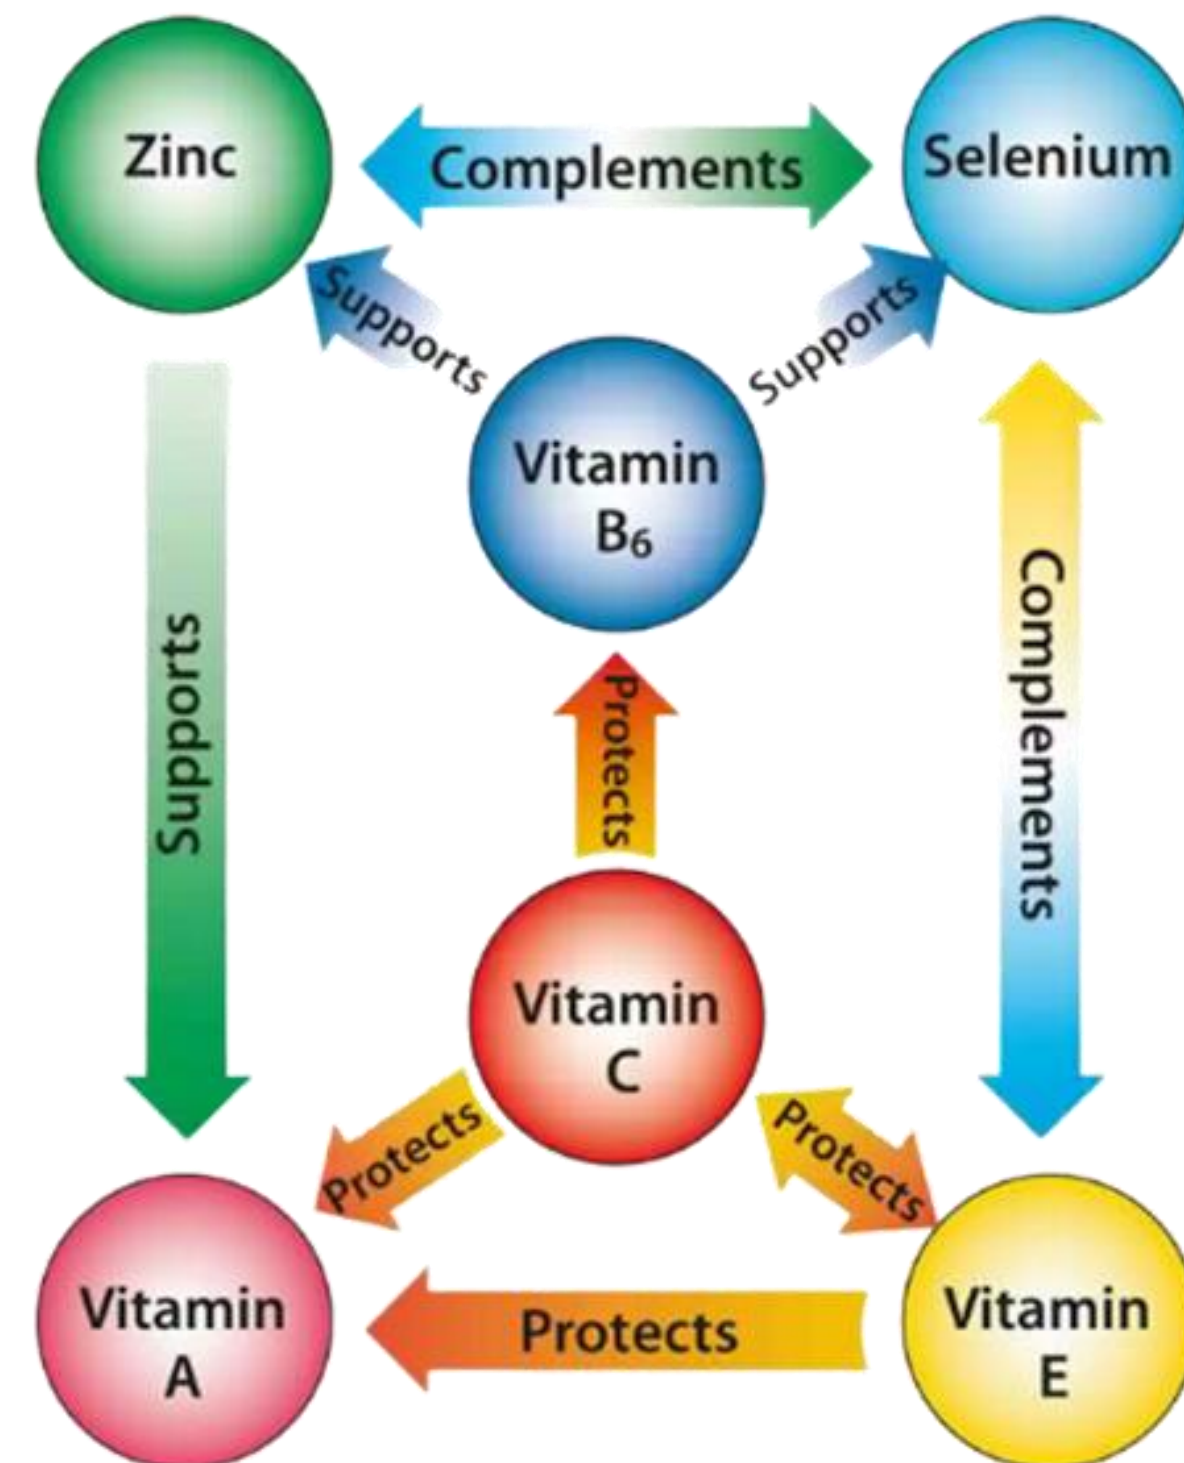 Zinc
Complements
Selenium
Supports
Supports
Vitamin
B₆
Supports
Complements
Protects
Vitamin
C
Protects
Protects
Vitamin
A
Protects
Vitamin
E